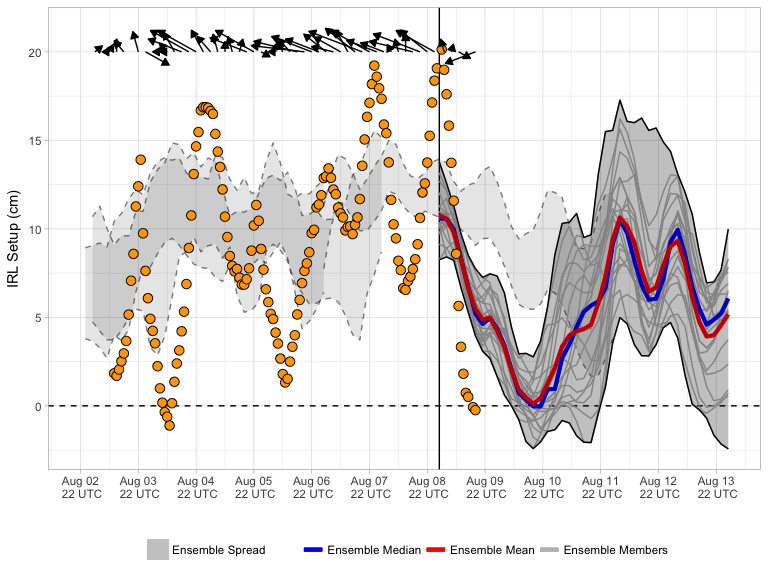 IRL Setup (cm)
20
15
10
5
0
Aug 02 Aug 03 Aug 04 Aug 05 Aug 06 Aug 07 Aug 08 Aug 09 Aug 10 Aug 11 Aug 12 Aug 13
22 UTC 22 UTC 22 UTC 22 UTC 22 UTC 22 UTC 22 UTC 22 UTC 22 UTC 22 UTC 22 UTC 22 UTC
Ensemble Spread Ensemble Median Ensemble Mean Ensemble Members